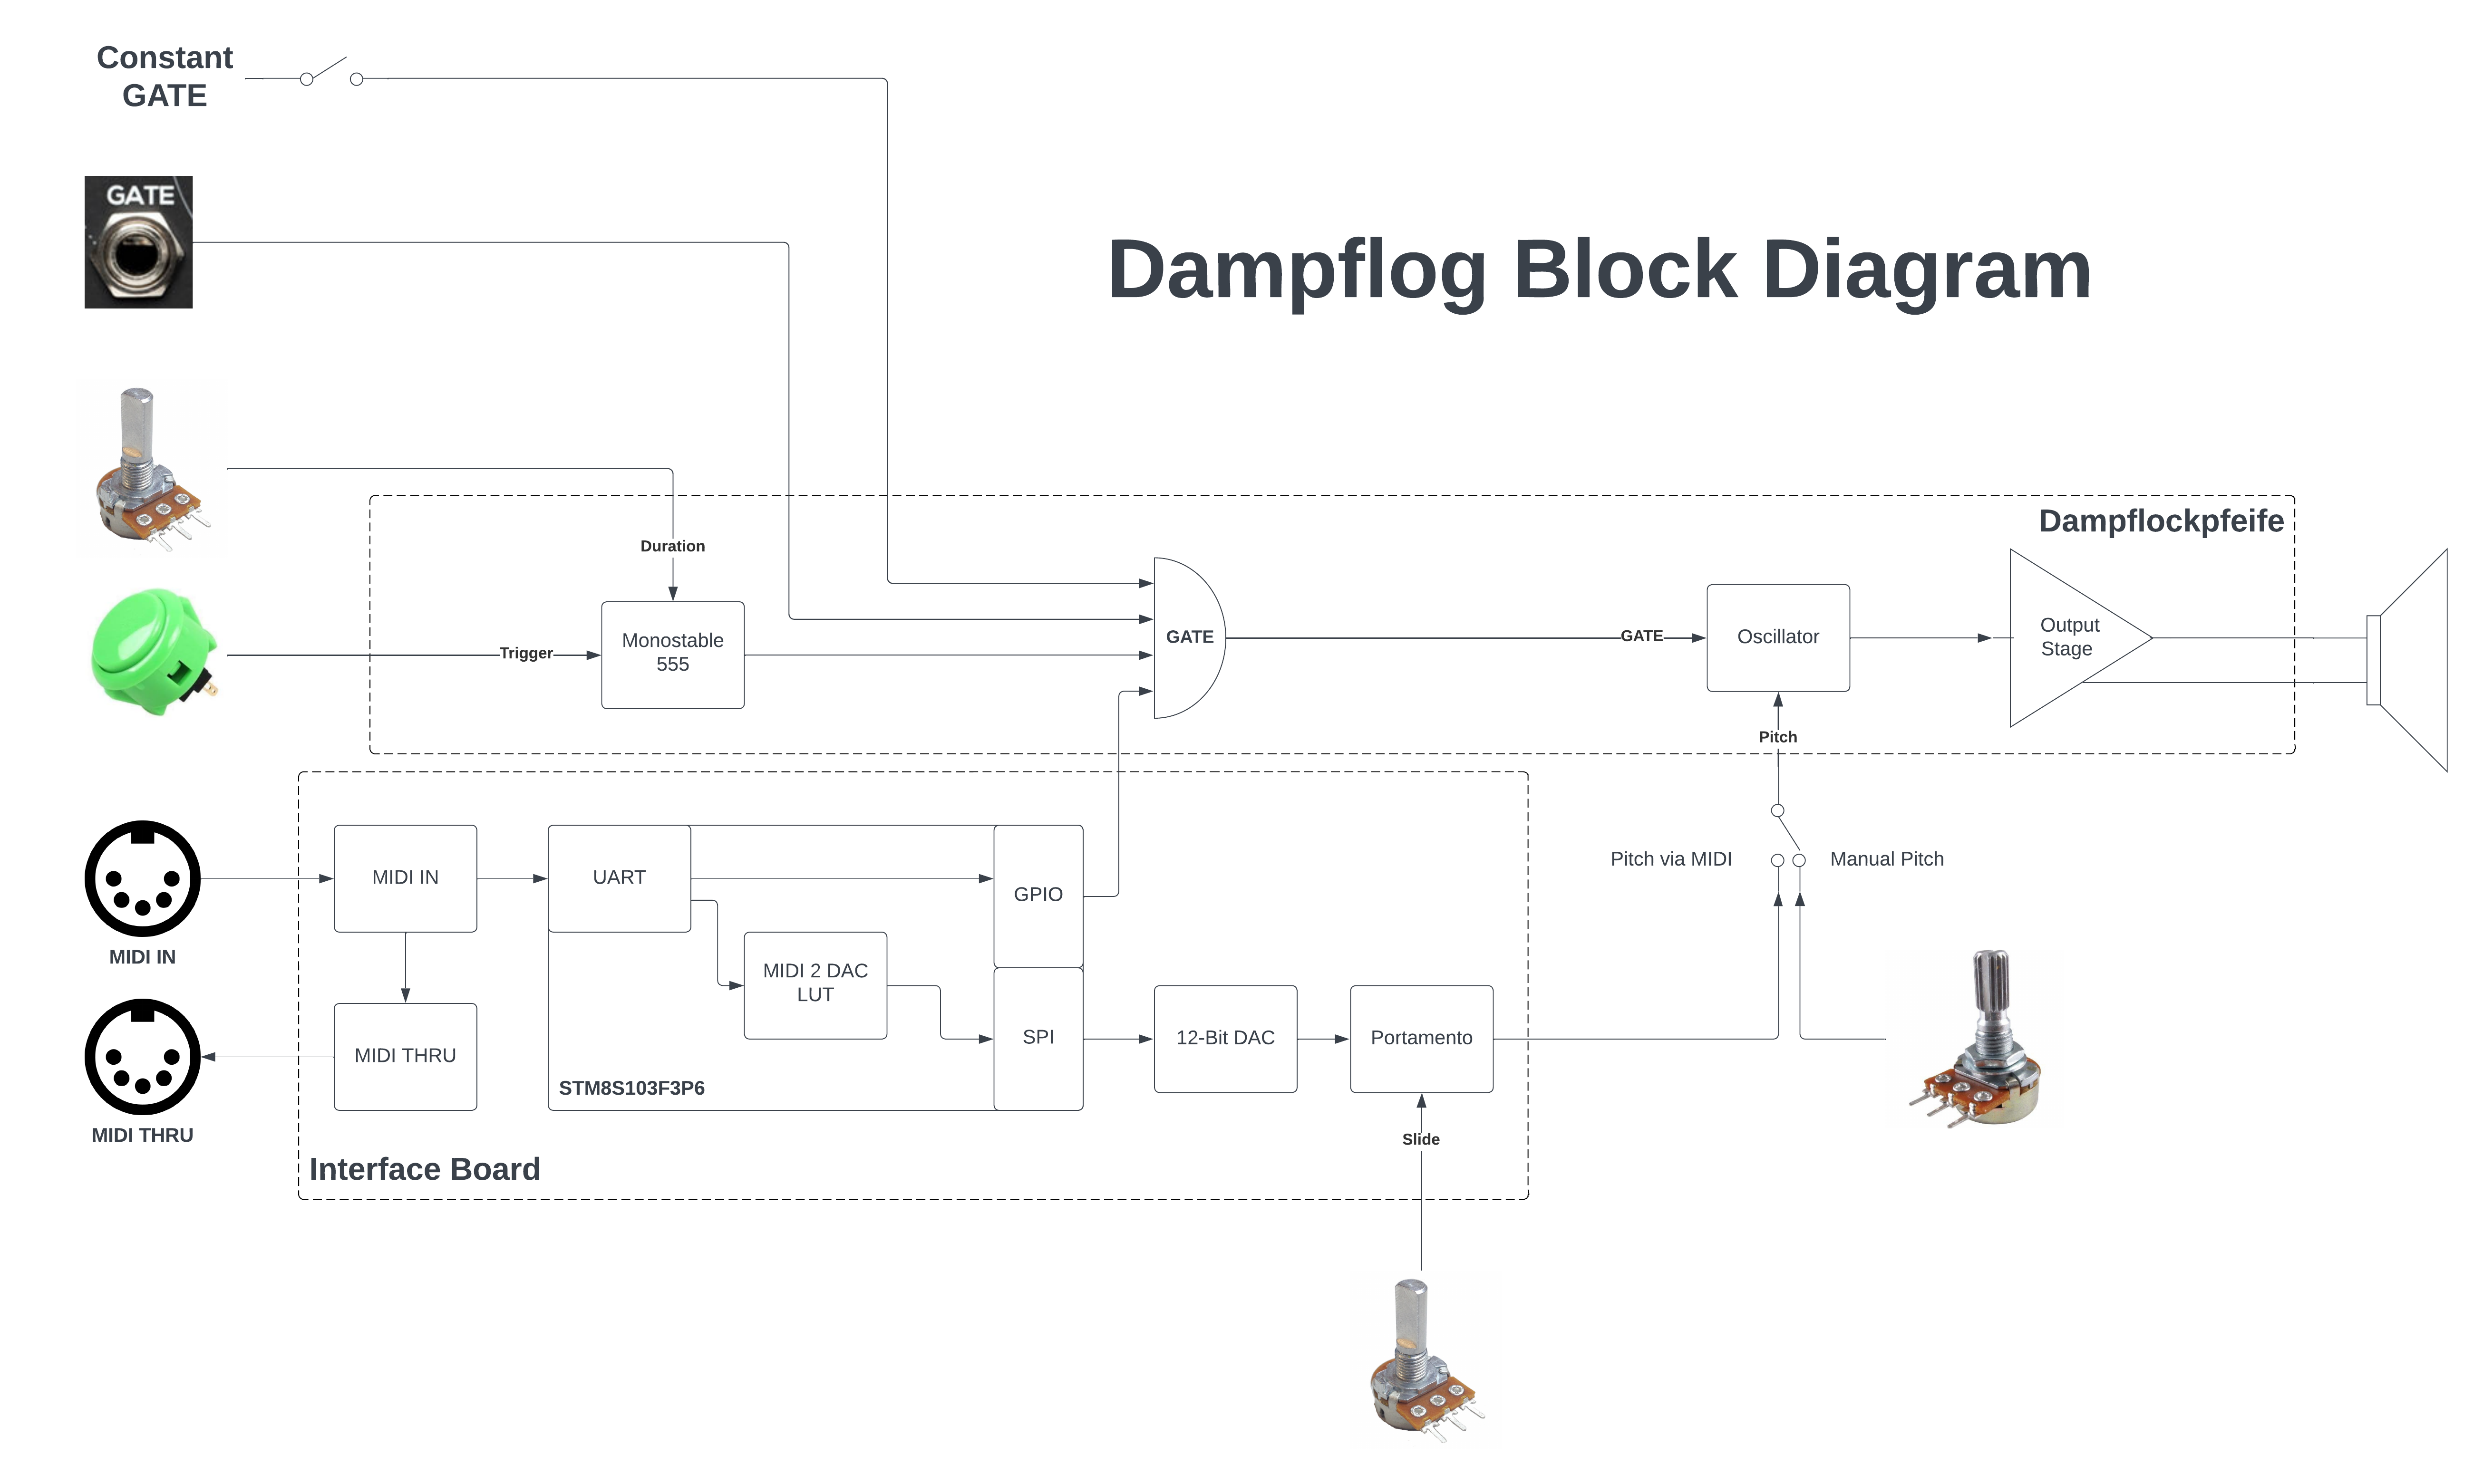 Constant
GATE
GATE
Dampflog Block Diagram
Dampflockpfeife
Duration
Trigger
Monostable
555
GATE
GATE
Oscillator
Output
Stage
Pitch
Pitch via MIDI
Manual Pitch
MIDI IN
MIDI IN
UART
GPIO
MIDI 2 DAC
LUT
MIDI THRU
MIDI THRU
SPI
12-Bit DAC
Portamento
STM8S103F3P6
Slide
Interface Board